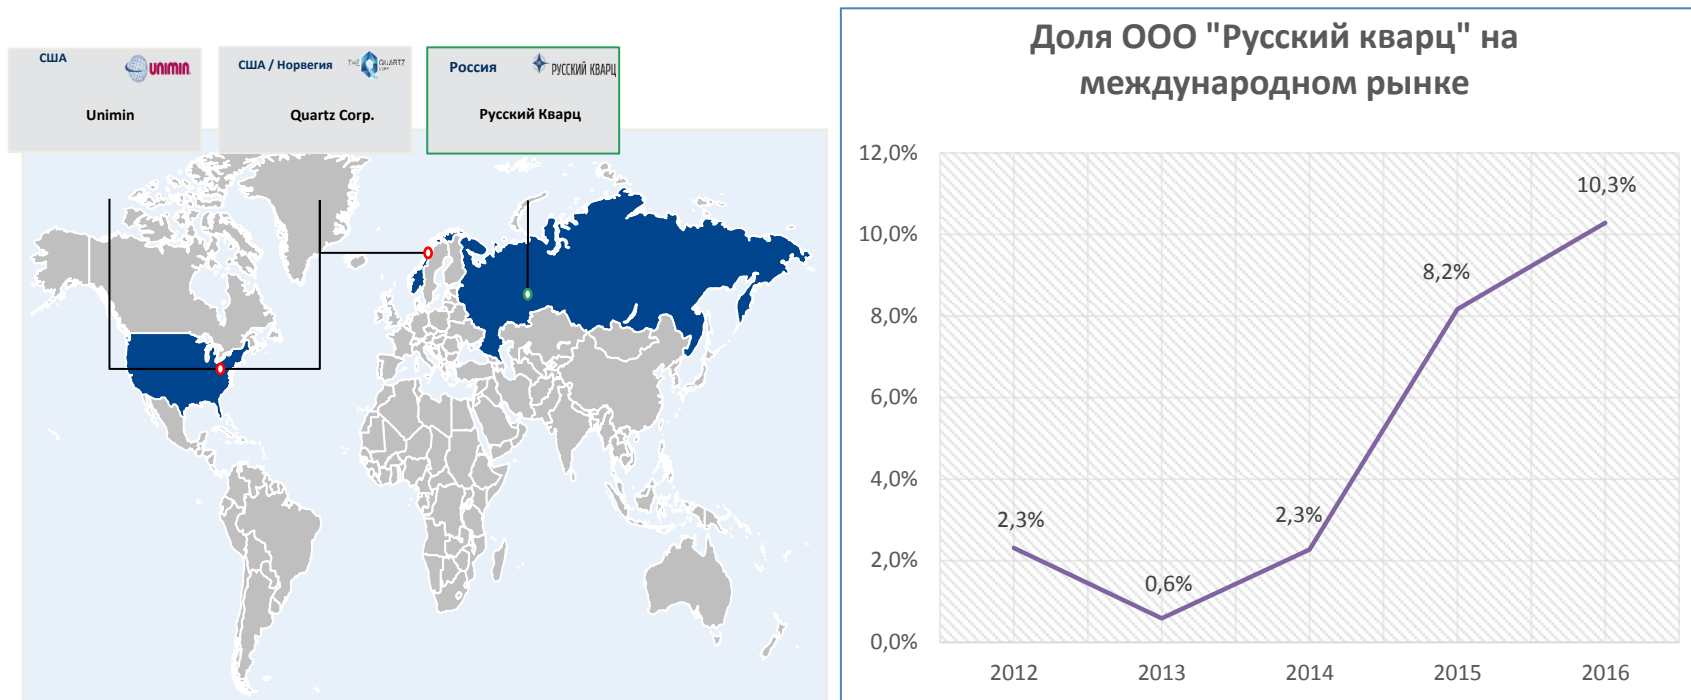 США
UNIMIN
Unimin
США / Норвегия
THE QUARTZ
CORP
Quartz Corp.
Россия
РУССКИЙ КВАРЦ
Русский Кварц
Доля ООО "Русский кварц" на
международном рынке
12,0%
10,0%
8,0%
6,0%
4,0%
2,0%
0,0%
2,3%
0,6%
2,3%
8,2%
10,3%
2012
2013
2014
2015
2016